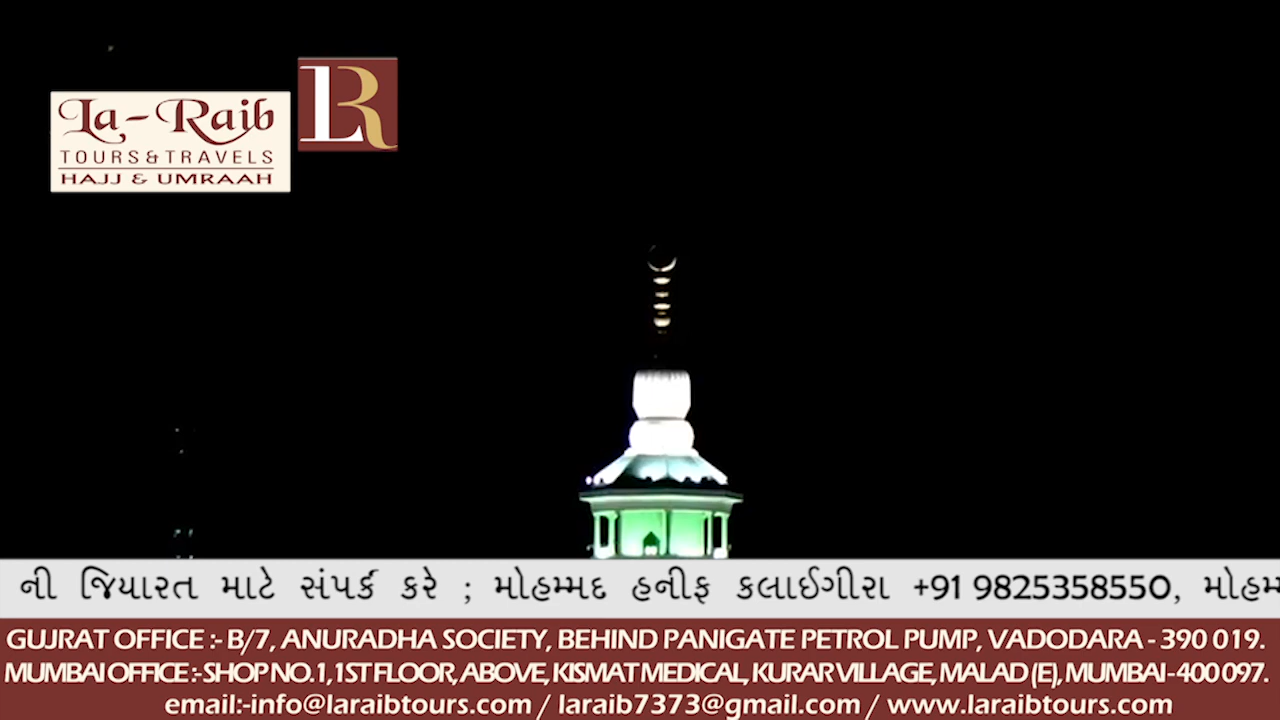 La-Raib
TOURS & TRAVELS
HAJJ & UMRAAH
LR
ની જિયારત માટે સંપર્ક કરે ; મોહમ્મદ હનીફ કલાઈગીરા +91 9825358550,
GUJRAT OFFICE :- B/7, ANURADHA SOCIETY, BEHIND PANIGATE PETROL PUMP, VADODARA - 390 019.
MUMBAI OFFICE :- SHOP NO. 1, 1ST FLOOR, ABOVE, KISMAT MEDICAL, KURAR VILLAGE, MALAD (E), MUMBAI - 400 097.
email:-info@laraibtours.com / laraib7373@gmail.com / www.laraibtours.com